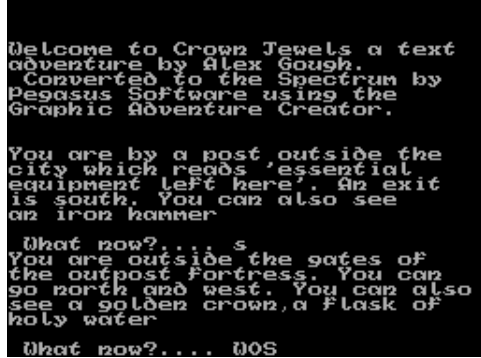 Welcome to Crown Jewels a text
adventure by Alex Gough.
Converted to the Spectrum by
Pegasus Software using the
Graphic Adventure Creator.
You are by a post outside the
city which reads 'essential
equipment left here'. An exit
is south. You can also see
an iron hammer
What now?.... s
You are outside the gates of
the outpost fortress. You can
go north and west. You can also
see a golden crown,a flask of
holy water
What now?.... WOS